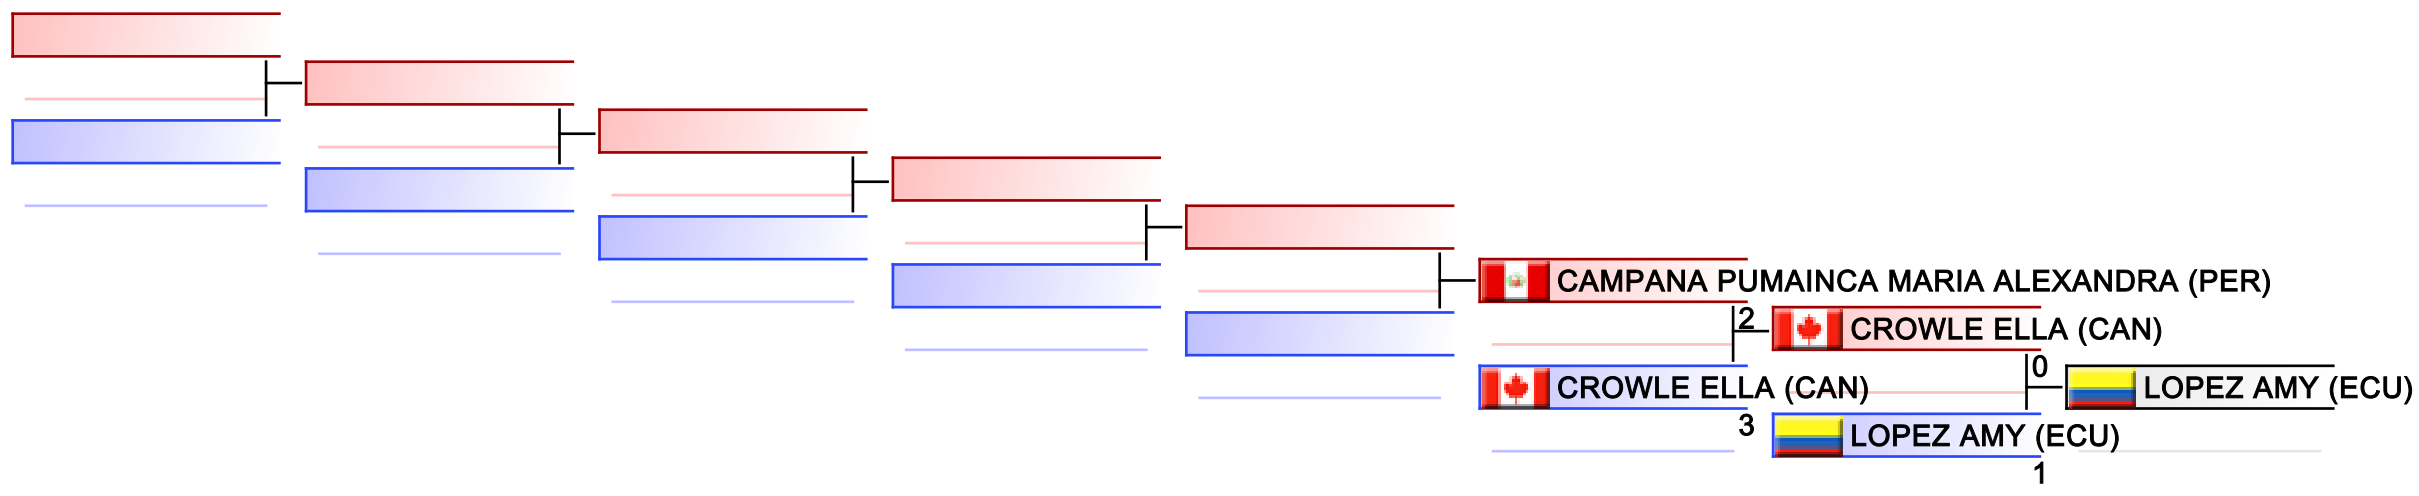 CAMPANA PUMAINCA MARIA ALEXANDRA (PER)
2
CROWLE ELLA (CAN)
0
CROWLE ELLA (CAN)
LOPEZ AMY (ECU)
3
LOPEZ AMY (ECU)
1